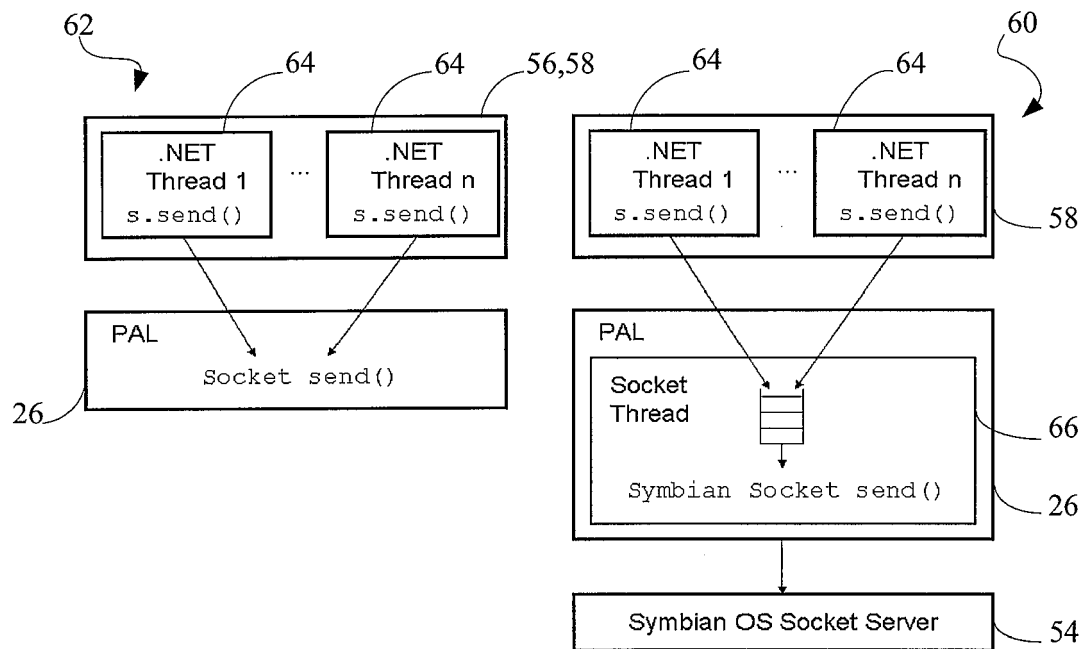 62
60
64
64
56,58
64
64
.NET
Thread 1
s.send()
...
.NET
Thread n
s.send()
.NET
Thread 1
s.send()
...
.NET
Thread n
s.send()
58
PAL
Socket send()
26
PAL
Socket
Thread
Symbian Socket send()
66
26
Symbian OS Socket Server
54